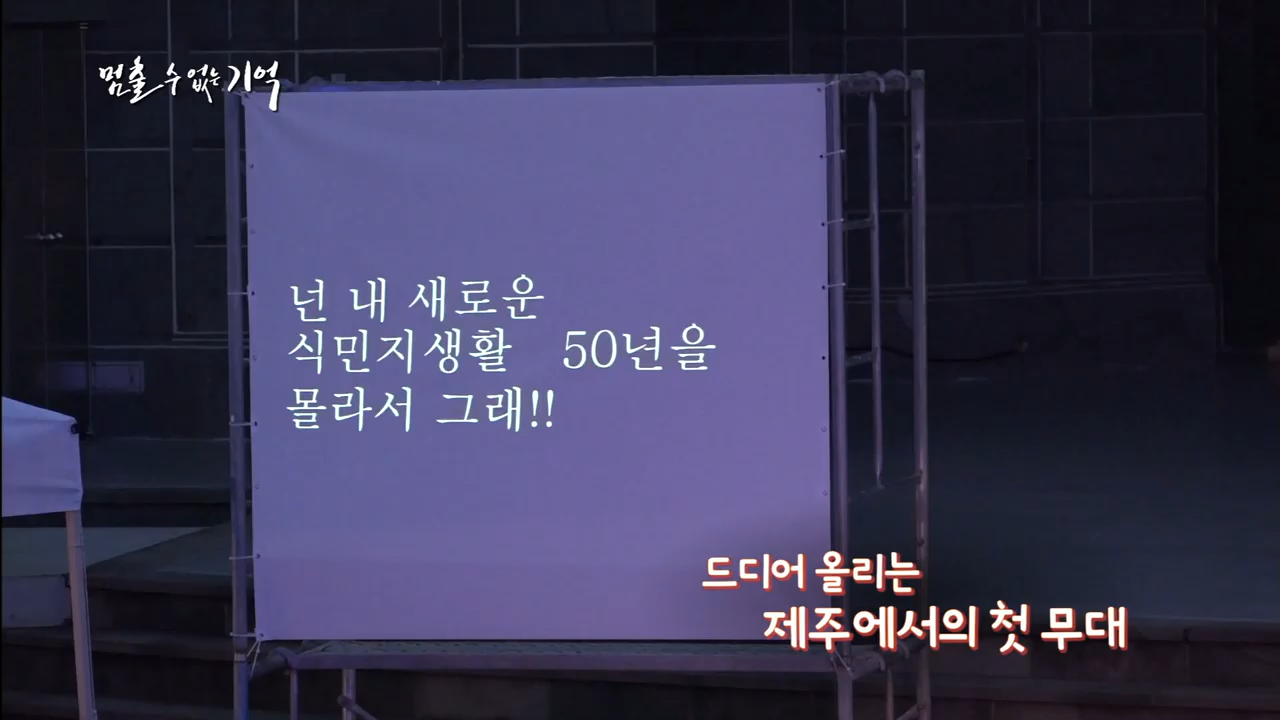 멈출 수 없는 기억
넌 내 새로운
식민지생활 50년을
몰라서 그래!!
드디어 올리는
제주에서의 첫 무대